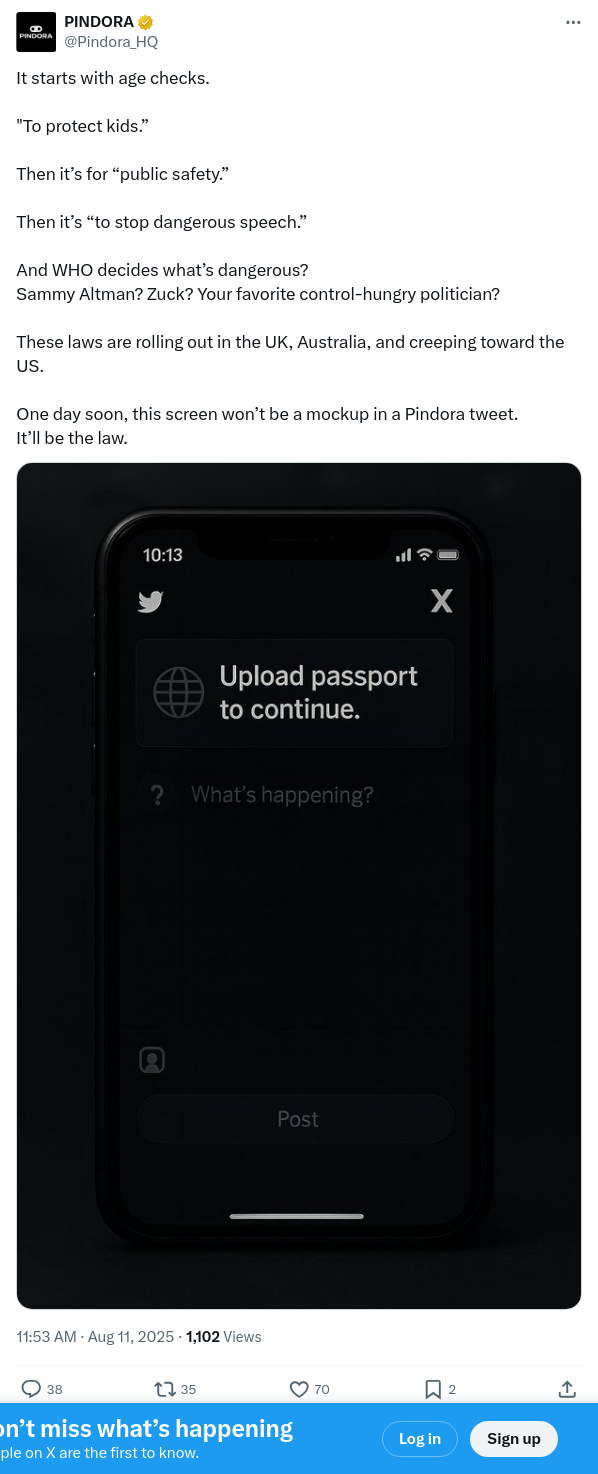 PINDORA
PINDORA
@Pindora_HQ
It starts with age checks.
"To protect kids.”
Then it’s for “public safety.”
Then it’s “to stop dangerous speech.”
And WHO decides what’s dangerous?
Sammy Altman? Zuck? Your favorite control-hungry politician?
These laws are rolling out in the UK, Australia, and creeping toward the
US.
One day soon, this screen won’t be a mockup in a Pindora tweet.
It’ll be the law.
10:13
X
Upload passport
to continue.
? What’s happening?
Post
11:53 AM · Aug 11, 2025 · 1,102 Views
38 35 70 2
on’t miss what’s happening
ple on X are the first to know.
Log in
Sign up